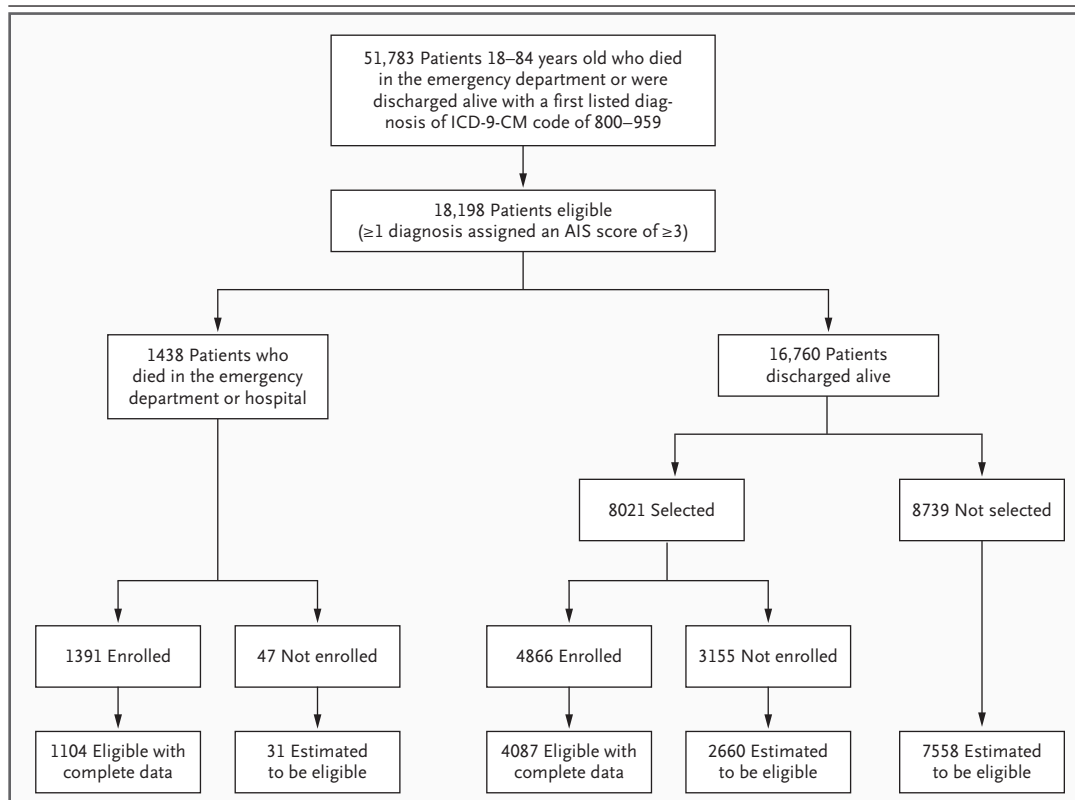 51,783 Patients 18–84 years old who died
in the emergency department or were
discharged alive with a first listed diag-
nosis of ICD-9-CM code of 800–959
18,198 Patients eligible
(≥1 diagnosis assigned an AIS score of ≥3)
1438 Patients who
died in the emergency
department or hospital
16,760 Patients
discharged alive
8021 Selected
8739 Not selected
1391 Enrolled
47 Not enrolled
4866 Enrolled
3155 Not enrolled
1104 Eligible with
complete data
31 Estimated
to be eligible
4087 Eligible with
complete data
2660 Estimated
to be eligible
7558 Estimated
to be eligible